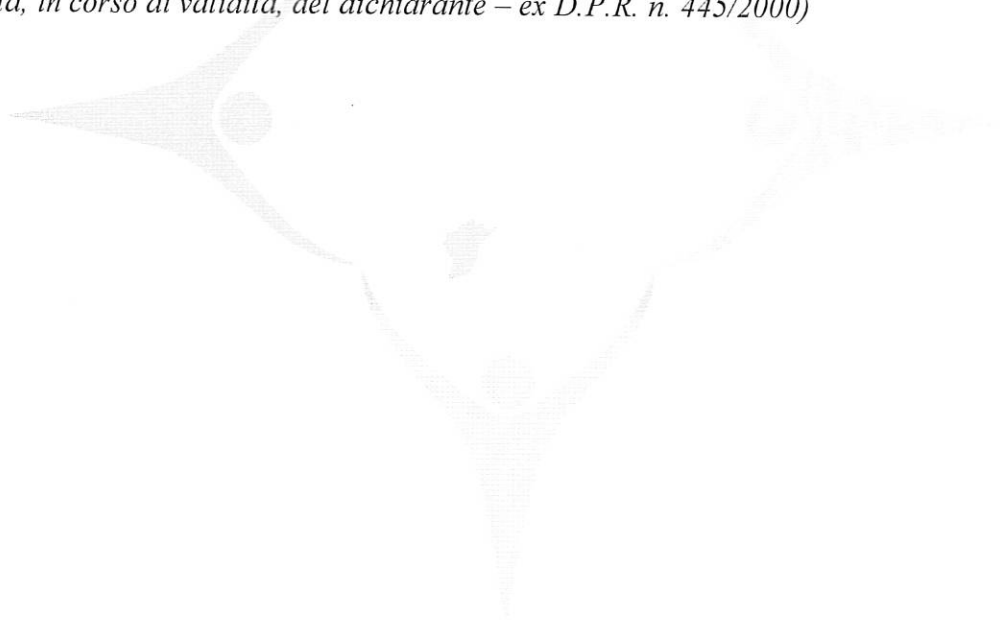 in corso di validità, del dichiarante – ex D.P.R. n. 445/2000)